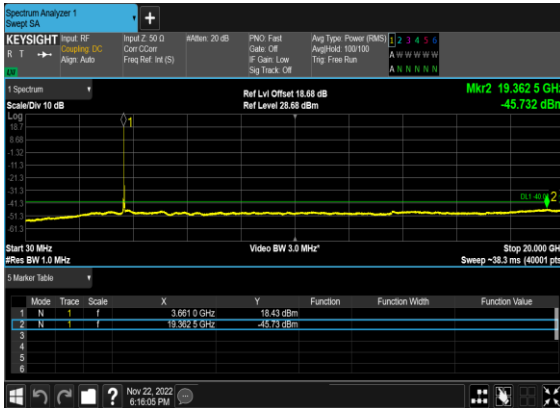 Spectrum Analyzer 1
Swept SA
+
KEYSIGHT
R T
Input: RF
Coupling: DC
Align: Auto
Input Z: 50 Ω
Corr CCorr
Freq Ref: Int (S)
#Atten: 20 dB
PNO: Fast
Gate: Off
IF Gain: Low
Sig Track: Off
Avg Type: Power (RMS)
Avg|Hold: 100/100
Trig: Free Run
1 2 3 4 5 6
A W W W W W
A N N N N N
1 Spectrum
Scale/Div 10 dB
Ref Lvl Offset 18.68 dB
Ref Level 28.68 dBm
Mkr2 19.362 5 GHz
-45.732 dBm
Log
18.7
8.68
-1.32
-11.3
-21.3
-31.3
-41.3
-51.3
-61.3
1
2
Start 30 MHz
#Res BW 1.0 MHz
Video BW 3.0 MHz*
Stop 20.000 GHz
Sweep ~38.3 ms (40001 pts)
5 Marker Table
Mode Trace Scale X Y Function Function Width Function Value
1 N 1 f 3.661 0 GHz 18.43 dBm
2 N 1 f 19.362 5 GHz -45.73 dBm
3
4
5
6
?
Nov 22, 2022
6:16:05 PM